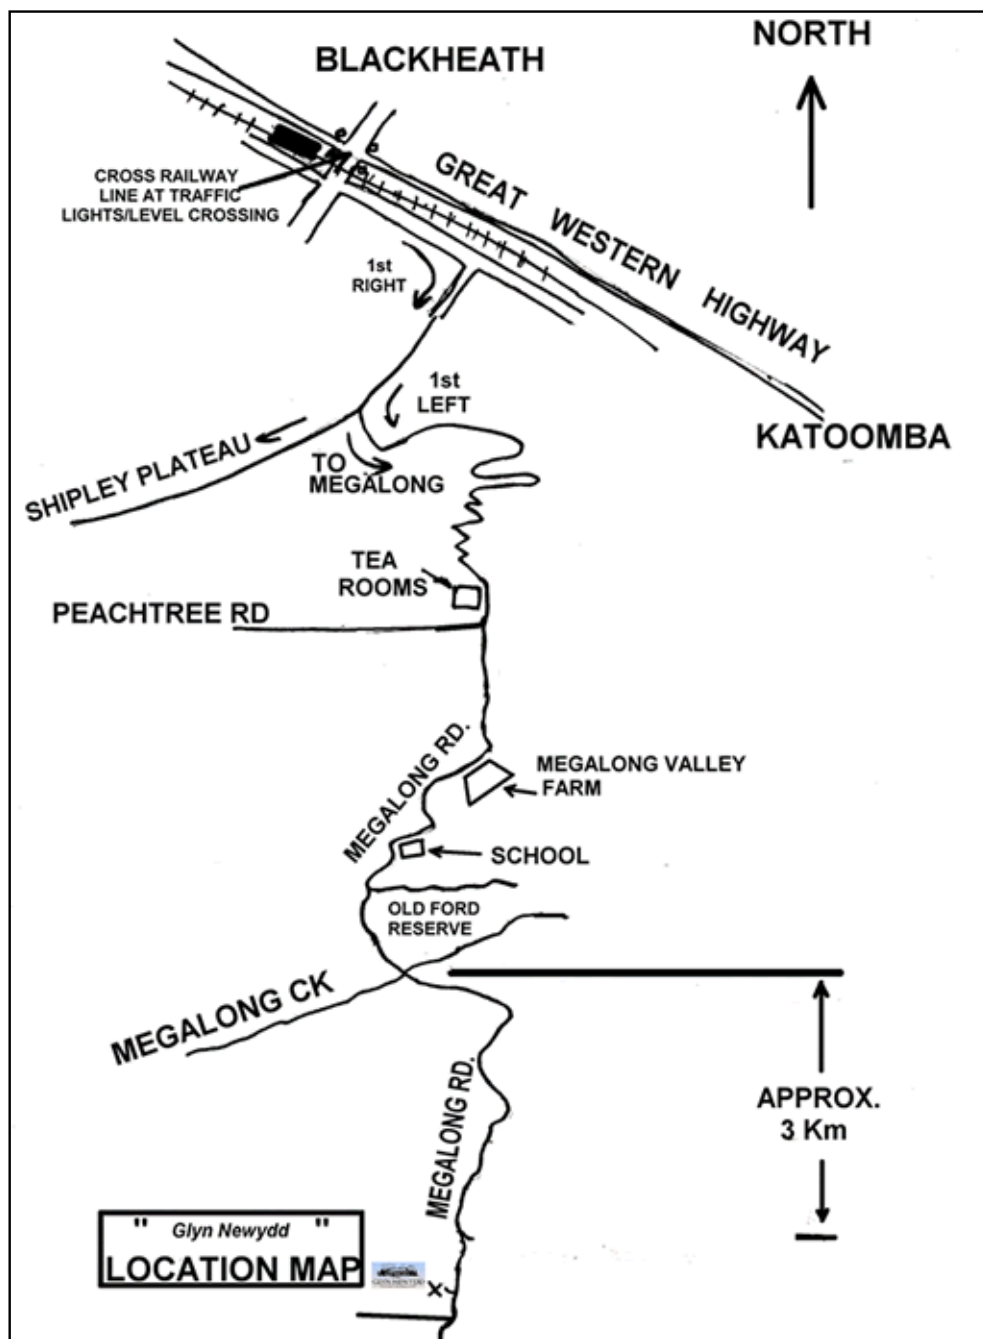 NORTH
BLACKHEATH
GREAT WESTERN HIGHWAY
CROSS RAILWAY
LINE AT TRAFFIC
LIGHTS/LEVEL CROSSING
1st
RIGHT
1st
LEFT
KATOOMBA
SHIPLEY PLATEAU
TO
MEGALONG
TEA
ROOMS
PEACHTREE RD
MEGALONG RD.
MEGALONG VALLEY
FARM
SCHOOL
OLD FORD
RESERVE
MEGALONG CK
MEGALONG RD.
APPROX.
3 Km
" Glyn Newydd "
LOCATION MAP
GLYN NEWYDD
X